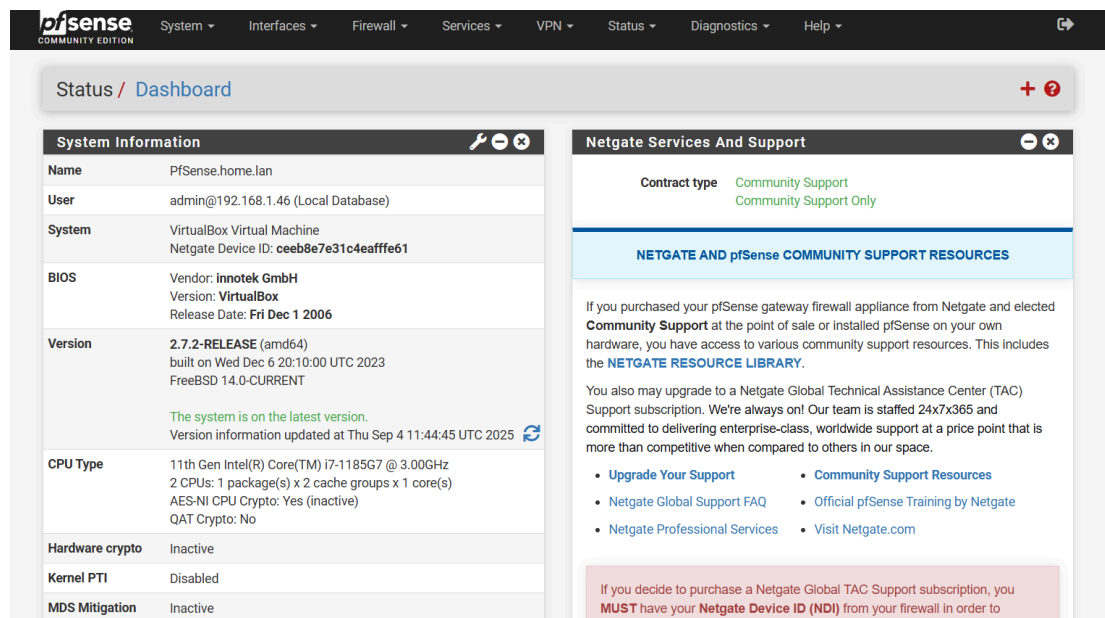 pfsense
COMMUNITY EDITION
System
Interfaces
Firewall
Services
VPN
Status
Diagnostics
Help
Status / Dashboard
System Information
Name PfSense.home.lan
User admin@192.168.1.46 (Local Database)
System VirtualBox Virtual Machine
Netgate Device ID: ceeb8e7e31c4eafffe61
BIOS Vendor: innotek GmbH
Version: VirtualBox
Release Date: Fri Dec 1 2006
Version 2.7.2-RELEASE (amd64)
built on Wed Dec 6 20:10:00 UTC 2023
FreeBSD 14.0-CURRENT
The system is on the latest version.
Version information updated at Thu Sep 4 11:44:45 UTC 2025
CPU Type 11th Gen Intel(R) Core(TM) i7-1185G7 @ 3.00GHz
2 CPUs: 1 package(s) x 2 cache groups x 1 core(s)
AES-NI CPU Crypto: Yes (inactive)
QAT Crypto: No
Hardware crypto Inactive
Kernel PTI Disabled
MDS Mitigation Inactive
Netgate Services And Support
Contract type Community Support
Community Support Only
NETGATE AND pfSense COMMUNITY SUPPORT RESOURCES
If you purchased your pfSense gateway firewall appliance from Netgate and elected
Community Support at the point of sale or installed pfSense on your own
hardware, you have access to various community support resources. This includes
the NETGATE RESOURCE LIBRARY.
You also may upgrade to a Netgate Global Technical Assistance Center (TAC)
Support subscription. We're always on! Our team is staffed 24x7x365 and
committed to delivering enterprise-class, worldwide support at a price point that is
more than competitive when compared to others in our space.
• Upgrade Your Support
• Community Support Resources
• Netgate Global Support FAQ
• Official pfSense Training by Netgate
• Netgate Professional Services
• Visit Netgate.com
If you decide to purchase a Netgate Global TAC Support subscription, you
MUST have your Netgate Device ID (NDI) from your firewall in order to